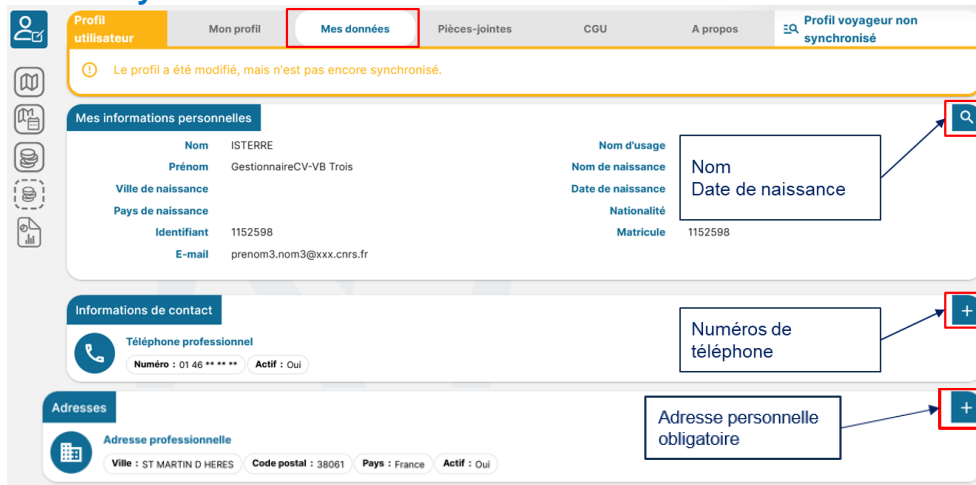 Profil utilisateur
Mon profil
Mes données
Pièces-jointes
CGU
A propos
Profil voyageur non synchronisé
Le profil a été modifié, mais n'est pas encore synchronisé.
Mes informations personnelles
Nom ISTERRE
Nom d'usage
Prénom GestionnaireCV-VB Trois
Nom de naissance
Ville de naissance
Date de naissance
Pays de naissance
Nationalité
Identifiant 1152598
Matricule 1152598
E-mail prenom3.nom3@xxx.cnrs.fr
Nom
Date de naissance
Informations de contact
Téléphone professionnel
Numéro : 01 46 ** ** ** Actif : Oui
Numéros de
téléphone
Adresses
Adresse professionnelle
Ville : ST MARTIN D HERES Code postal : 38061 Pays : France Actif : Oui
Adresse personnelle
obligatoire